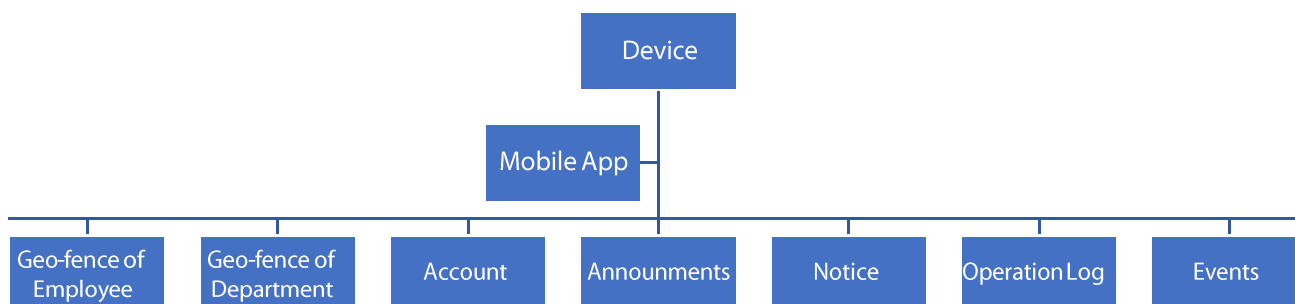 Device
Mobile App
Geo-fence of
Employee
Geo-fence of
Department
Account
Announments
Notice
Operation Log
Events